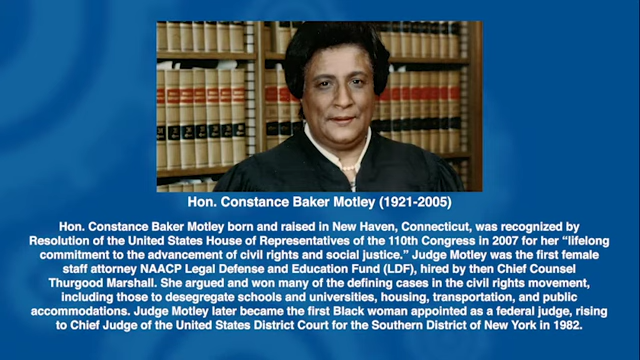 Hon. Constance Baker Motley (1921-2005)
Hon. Constance Baker Motley born and raised in New Haven, Connecticut, was recognized by
Resolution of the United States House of Representatives of the 110th Congress in 2007 for her “lifelong
commitment to the advancement of civil rights and social justice.” Judge Motley was the first female
staff attorney NAACP Legal Defense and Education Fund (LDF), hired by then Chief Counsel
Thurgood Marshall. She argued and won many of the defining cases in the civil rights movement,
including those to desegregate schools and universities, housing, transportation, and public
accommodations. Judge Motley later became the first Black woman appointed as a federal judge, rising
to Chief Judge of the United States District Court for the Southern District of New York in 1982.